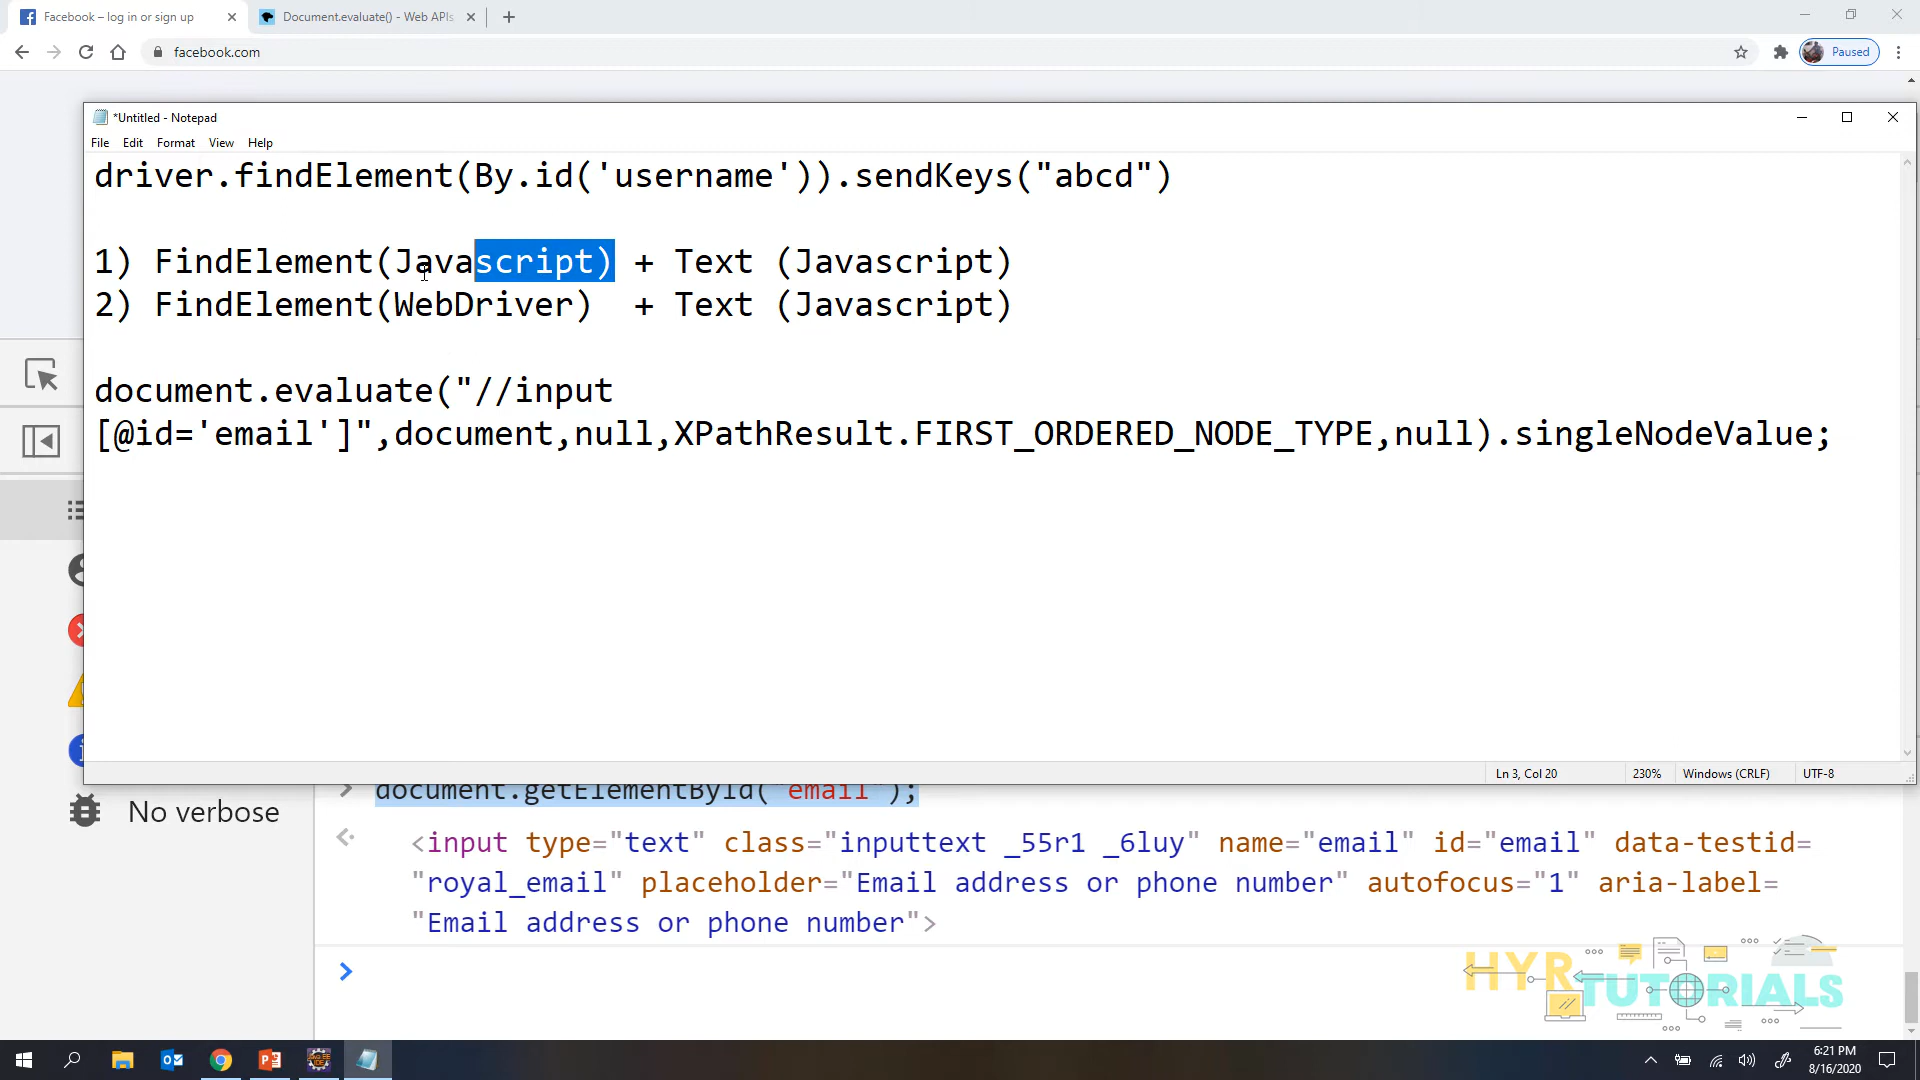 Facebook – log in or sign up
Document.evaluate() - Web APIs
facebook.com
Paused
*Untitled - Notepad
File Edit Format View Help
driver.findElement(By.id('username')).sendKeys("abcd")
1) FindElement(Javascript) + Text (Javascript)
2) FindElement(WebDriver) + Text (Javascript)
document.evaluate("//input
[@id='email']",document,null,XPathResult.FIRST_ORDERED_NODE_TYPE,null).singleNodeValue;
Ln 3, Col 20 230% Windows (CRLF) UTF-8
document.getElementById("email");
No verbose
<input type="text" class="inputtext _55r1 _6luy" name="email" id="email" data-testid=
"royal_email" placeholder="Email address or phone number" autofocus="1" aria-label=
"Email address or phone number">
HYR
TUTORIALS
6:21 PM
8/16/2020